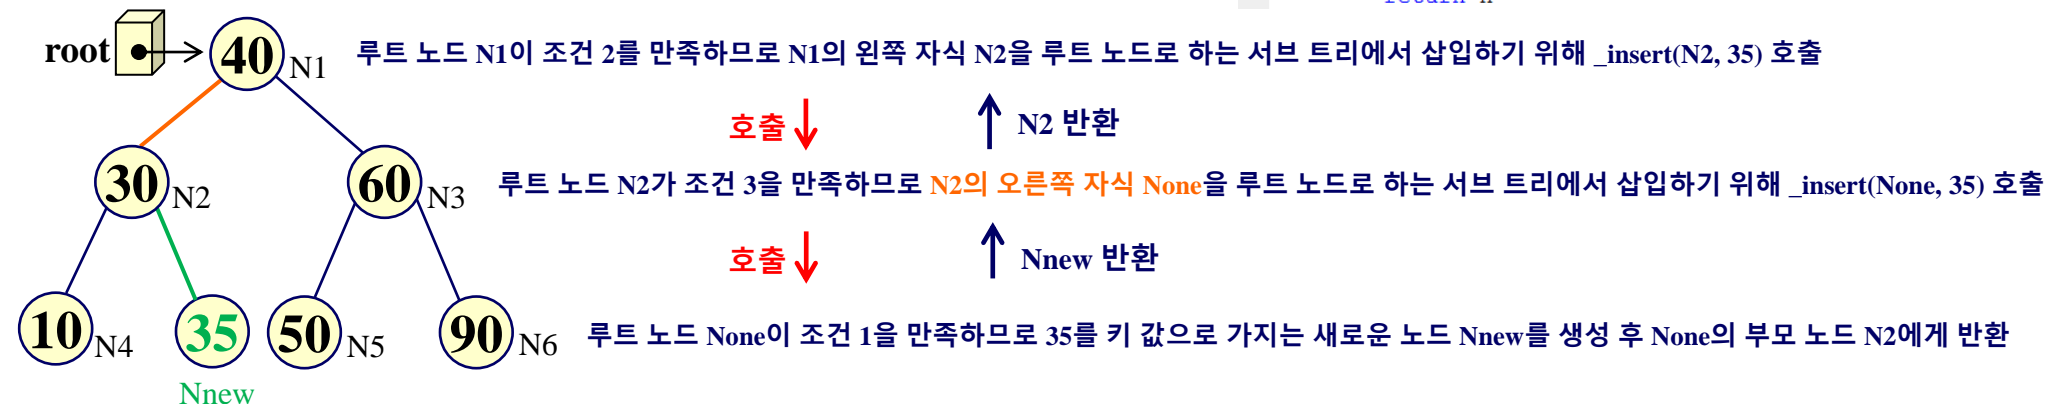 root 40 N1 루트 노드 N1이 조건 2를 만족하므로 N1의 왼쪽 자식 N2을 루트 노드로 하는 서브 트리에서 삽입하기 위해 _insert(N2, 35) 호출
호출 N2 반환
30 N2 60 N3 루트 노드 N2가 조건 3을 만족하므로 N2의 오른쪽 자식 None을 루트 노드로 하는 서브 트리에서 삽입하기 위해 _insert(None, 35) 호출
호출 Nnew 반환
10 N4 35 50 N5 90 N6 루트 노드 None이 조건 1을 만족하므로 35를 키 값으로 가지는 새로운 노드 Nnew를 생성 후 None의 부모 노드 N2에게 반환
Nnew